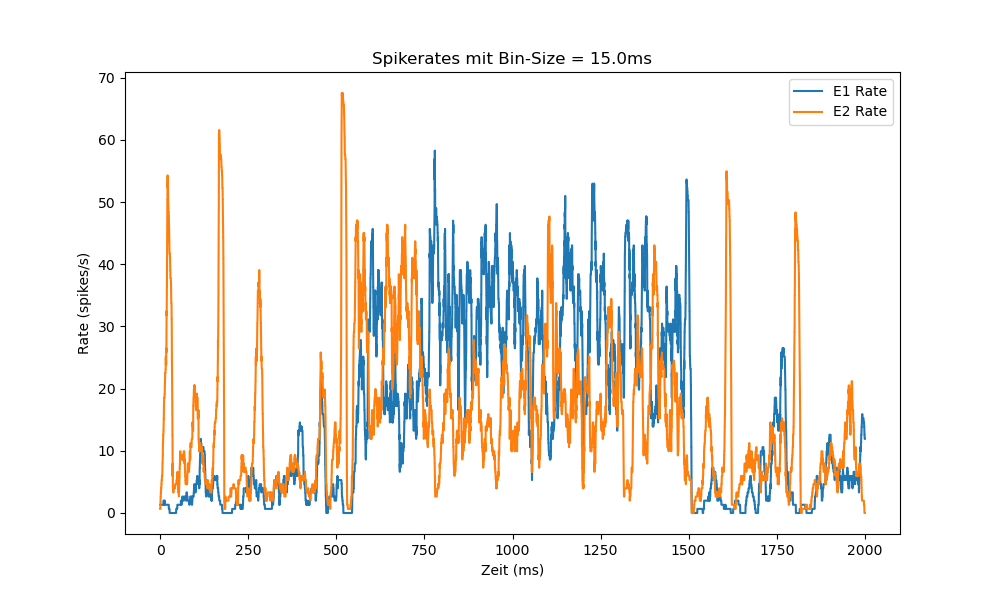 Spikerates mit Bin-Size = 15.0ms
E1 Rate
E2 Rate
Rate (spikes/s)
70
60
50
40
30
20
10
0
0 250 500 750 1000 1250 1500 1750 2000
Zeit (ms)